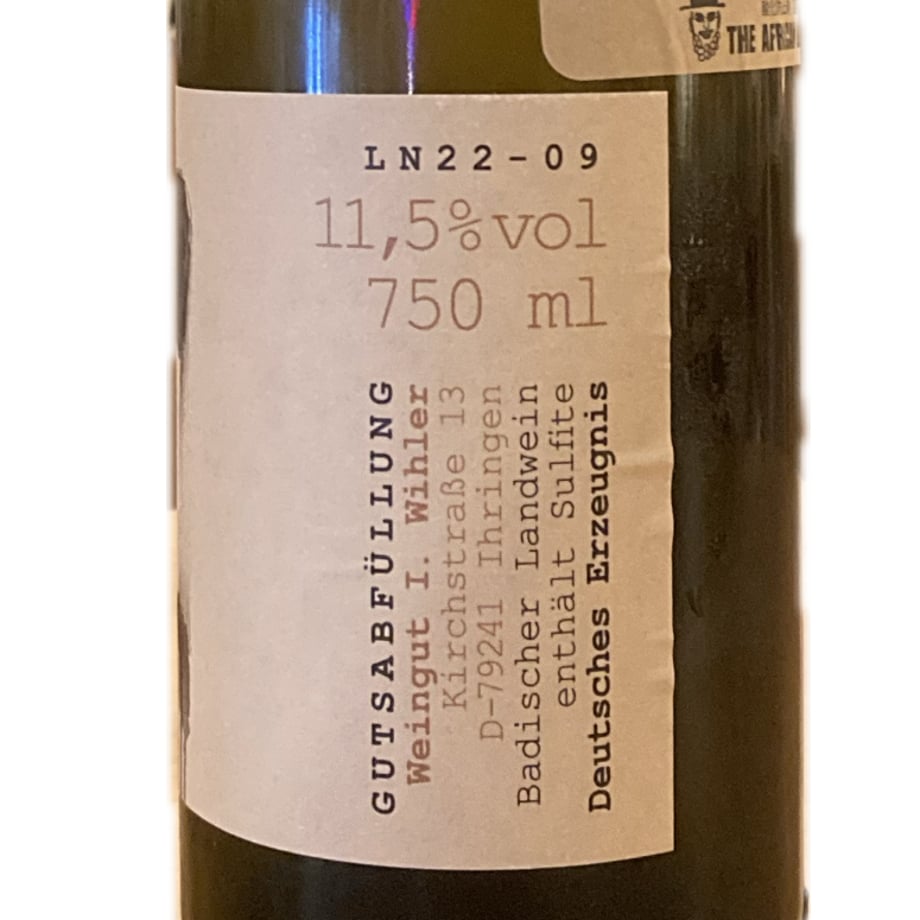 THE AFRICAN
LN22-09
11,5%vol
750 ml
GUTSABFÜLLUNG
Weingut I. Wihler
Kirchstraße 13
D-79241 Ihringen
Badischer Landwein
enthält Sulfite
Deutsches Erzeugnis